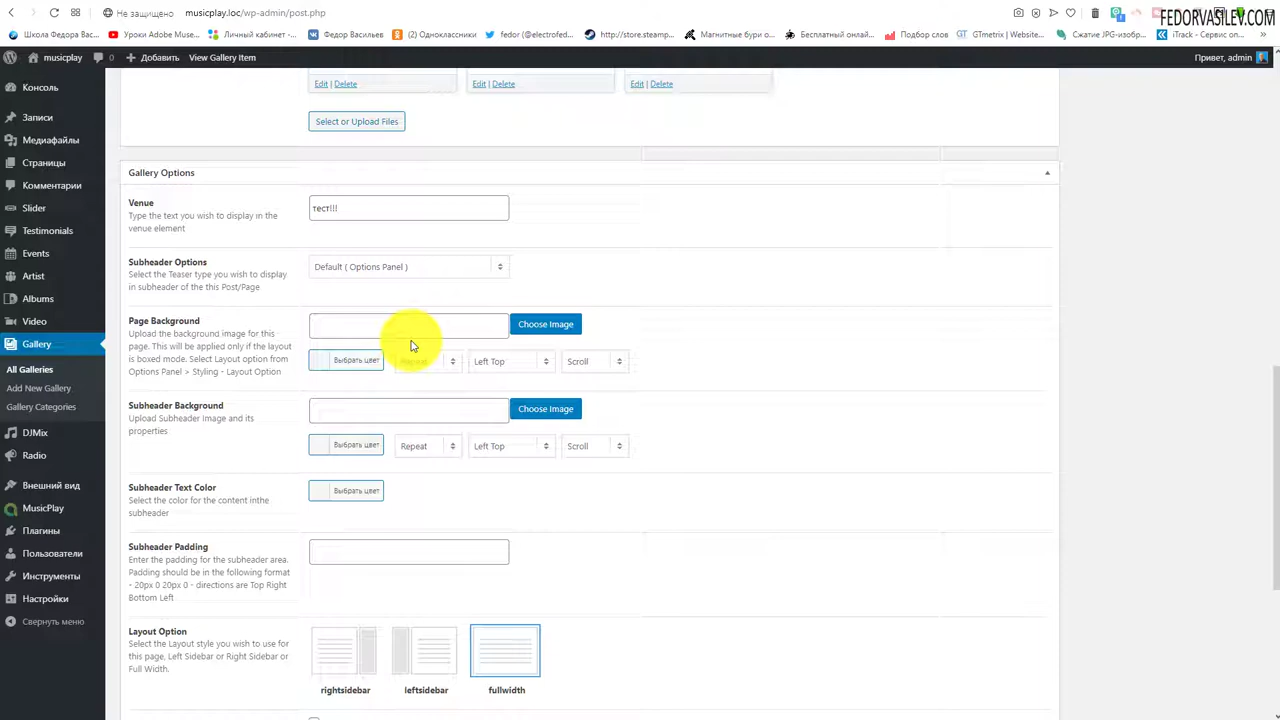 Не защищено musicplay.loc/wp-admin/post.php
FEDORVASILEV.COM
Школа Федора Вас...
Уроки Adobe Muse...
Личный кабинет -...
Федор Васильев
(2) Одноклассники
fedor (@electrofed...
http://store.steamp...
Магнитные бури о...
Бесплатный онлай...
Подбор слов
GTmetrix | Website...
Сжатие JPG-изобр...
iTrack - Сервис оп...
musicplay
0
Добавить
View Gallery Item
Привет, admin
Консоль
Записи
Медиафайлы
Страницы
Комментарии
Slider
Testimonials
Events
Artist
Albums
Video
Gallery
All Galleries
Add New Gallery
Gallery Categories
DJMix
Radio
Внешний вид
MusicPlay
Плагины
Пользователи
Инструменты
Настройки
Свернуть меню
Edit | Delete
Edit | Delete
Edit | Delete
Select or Upload Files
Gallery Options
Venue
Type the text you wish to display in the
venue element
тест!!!
Subheader Options
Select the Teaser type you wish to display
in subheader of the this Post/Page
Default ( Options Panel )
Page Background
Upload the background image for this
page. This will be applied only if the layout
is boxed mode. Select Layout option from
Options Panel > Styling - Layout Option
Choose Image
Выбрать цвет
Repeat
Left Top
Scroll
Subheader Background
Upload Subheader image and its
properties
Choose Image
Выбрать цвет
Repeat
Left Top
Scroll
Subheader Text Color
Select the color for the content inthe
subheader
Выбрать цвет
Subheader Padding
Enter the padding for the subheader area.
Padding should be in the following format
- 20px 0 20px 0 - directions are Top Right
Bottom Left
Layout Option
Select the Layout style you wish to use for
this page, Left Sidebar or Right Sidebar or
Full Width.
rightsidebar
leftsidebar
fullwidth